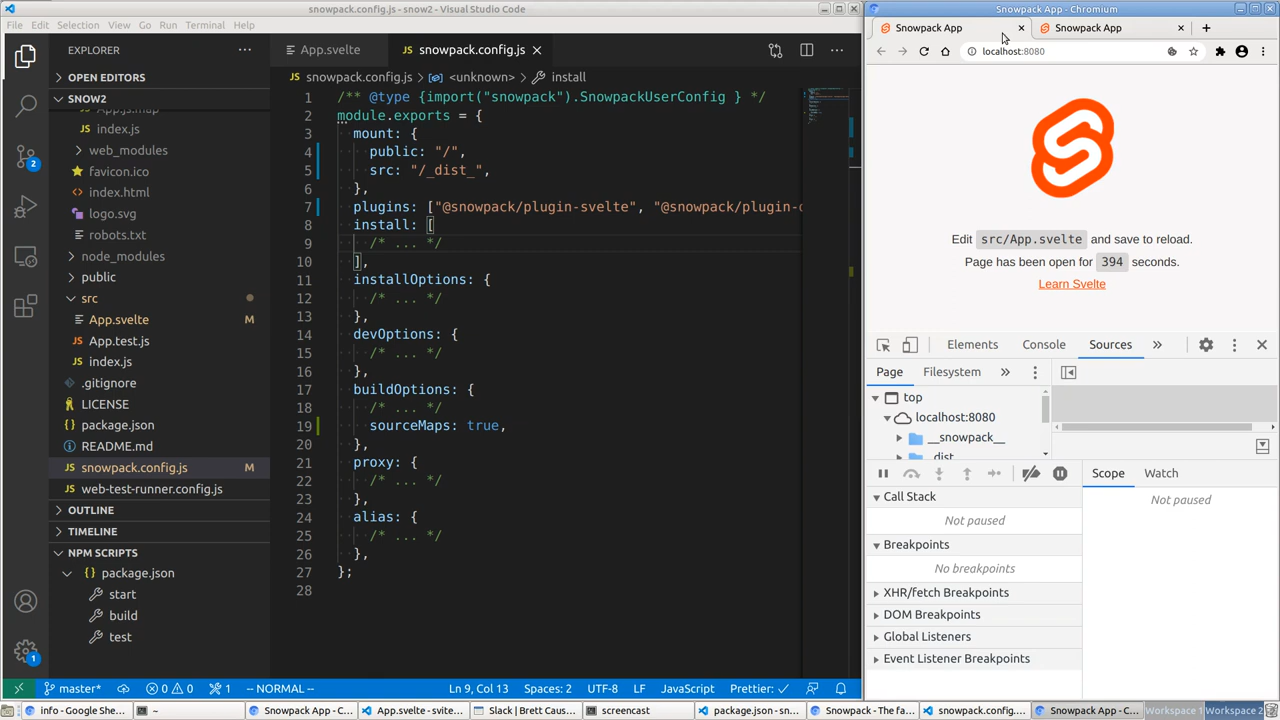 snowpack.config.js - snow2 - Visual Studio Code
File Edit Selection View Go Run Terminal Help
EXPLORER
OPEN EDITORS
SNOW2
App.js.map
index.js
web_modules
favicon.ico
index.html
logo.svg
robots.txt
node_modules
public
src
App.svelte M
App.test.js
index.js
.gitignore
LICENSE
package.json
README.md
snowpack.config.js M
web-test-runner.config.js
OUTLINE
TIMELINE
NPM SCRIPTS
package.json
start
build
test
2
1
App.svelte snowpack.config.js
snowpack.config.js > <unknown> > install
1 /** @type {import("snowpack").SnowpackUserConfig } */
2 module.exports = {
3 mount: {
4 public: "/",
5 src: "/_dist_",
6 },
7 plugins: ["@snowpack/plugin-svelte", "@snowpack/plugin-
8 install: [
9 /* ... */
10 ],
11 installOptions: {
12 /* ... */
13 },
14 devOptions: {
15 /* ... */
16 },
17 buildOptions: {
18 /* ... */
19 sourceMaps: true,
20 },
21 proxy: {
22 /* ... */
23 },
24 alias: {
25 /* ... */
26 },
27 };
28
master* 0 0 1 -- NORMAL -- Ln 9, Col 13 Spaces: 2 UTF-8 LF JavaScript Prettier: ✓
Snowpack App - Chromium
Snowpack App Snowpack App
localhost:8080
Edit src/App.svelte and save to reload.
Page has been open for 394 seconds.
Learn Svelte
Elements Console Sources
Page Filesystem
top
localhost:8080
__snowpack__
_dist_
Scope Watch
Call Stack
Not paused
Not paused
Breakpoints
No breakpoints
XHR/fetch Breakpoints
DOM Breakpoints
Global Listeners
Event Listener Breakpoints
info - Google She... ~ Snowpack App - C... App.svelte - svite... Slack | Brett Caus... screencast package.json - sn... Snowpack - The fa... snowpack.config.... Snowpack App - C... Workspace 1 Workspace 2